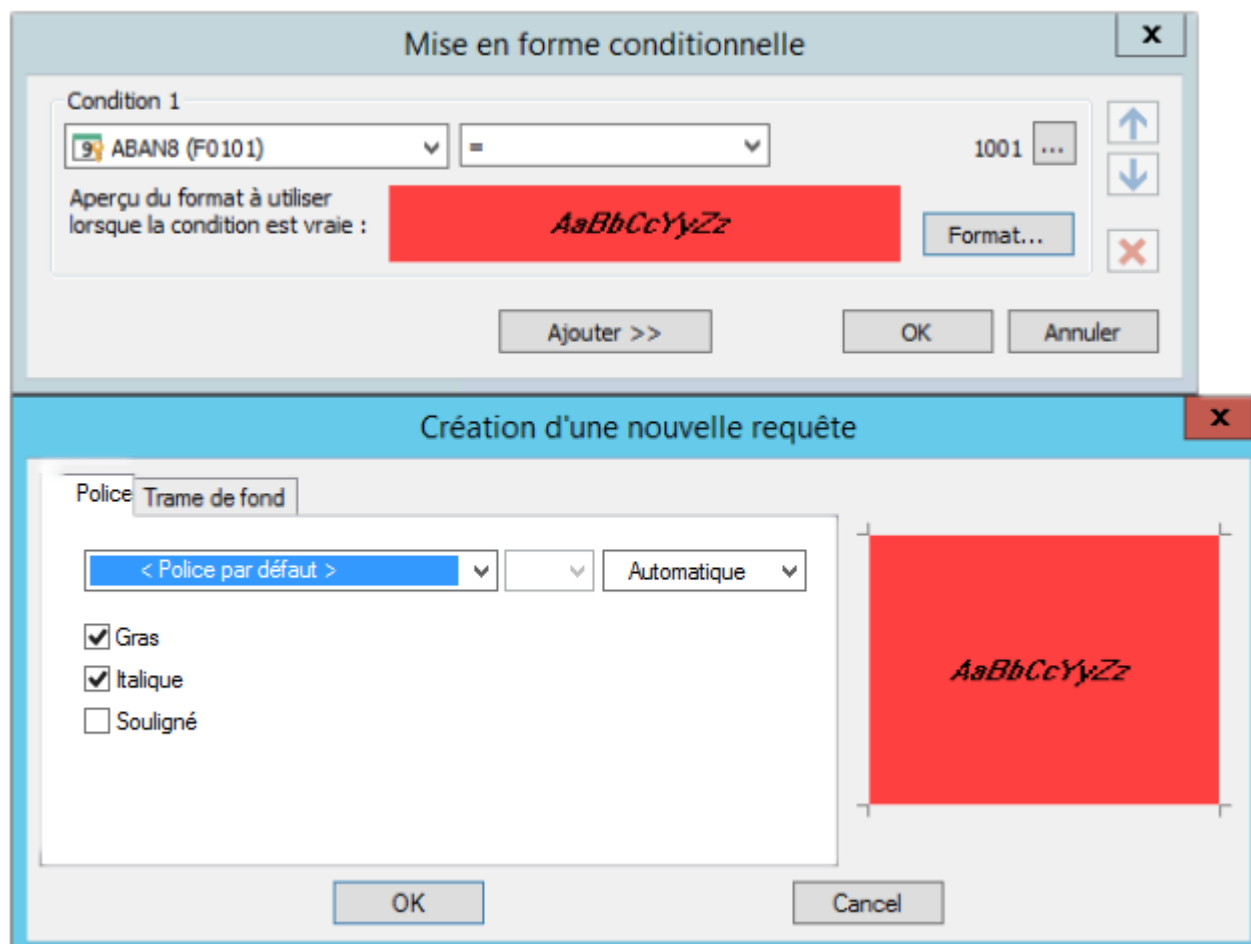 Mise en forme conditionnelle
x
Condition 1
ABAN8 (F0101)
=
1001
...
Aperçu du format à utiliser
lorsque la condition est vraie :
AaBbCcYyZz
Format...
Ajouter >>
OK
Annuler
Création d'une nouvelle requête
x
Police
Trame de fond
< Police par défaut >
Automatique
Gras
Italique
Souligné
AaBbCcYyZz
OK
Cancel